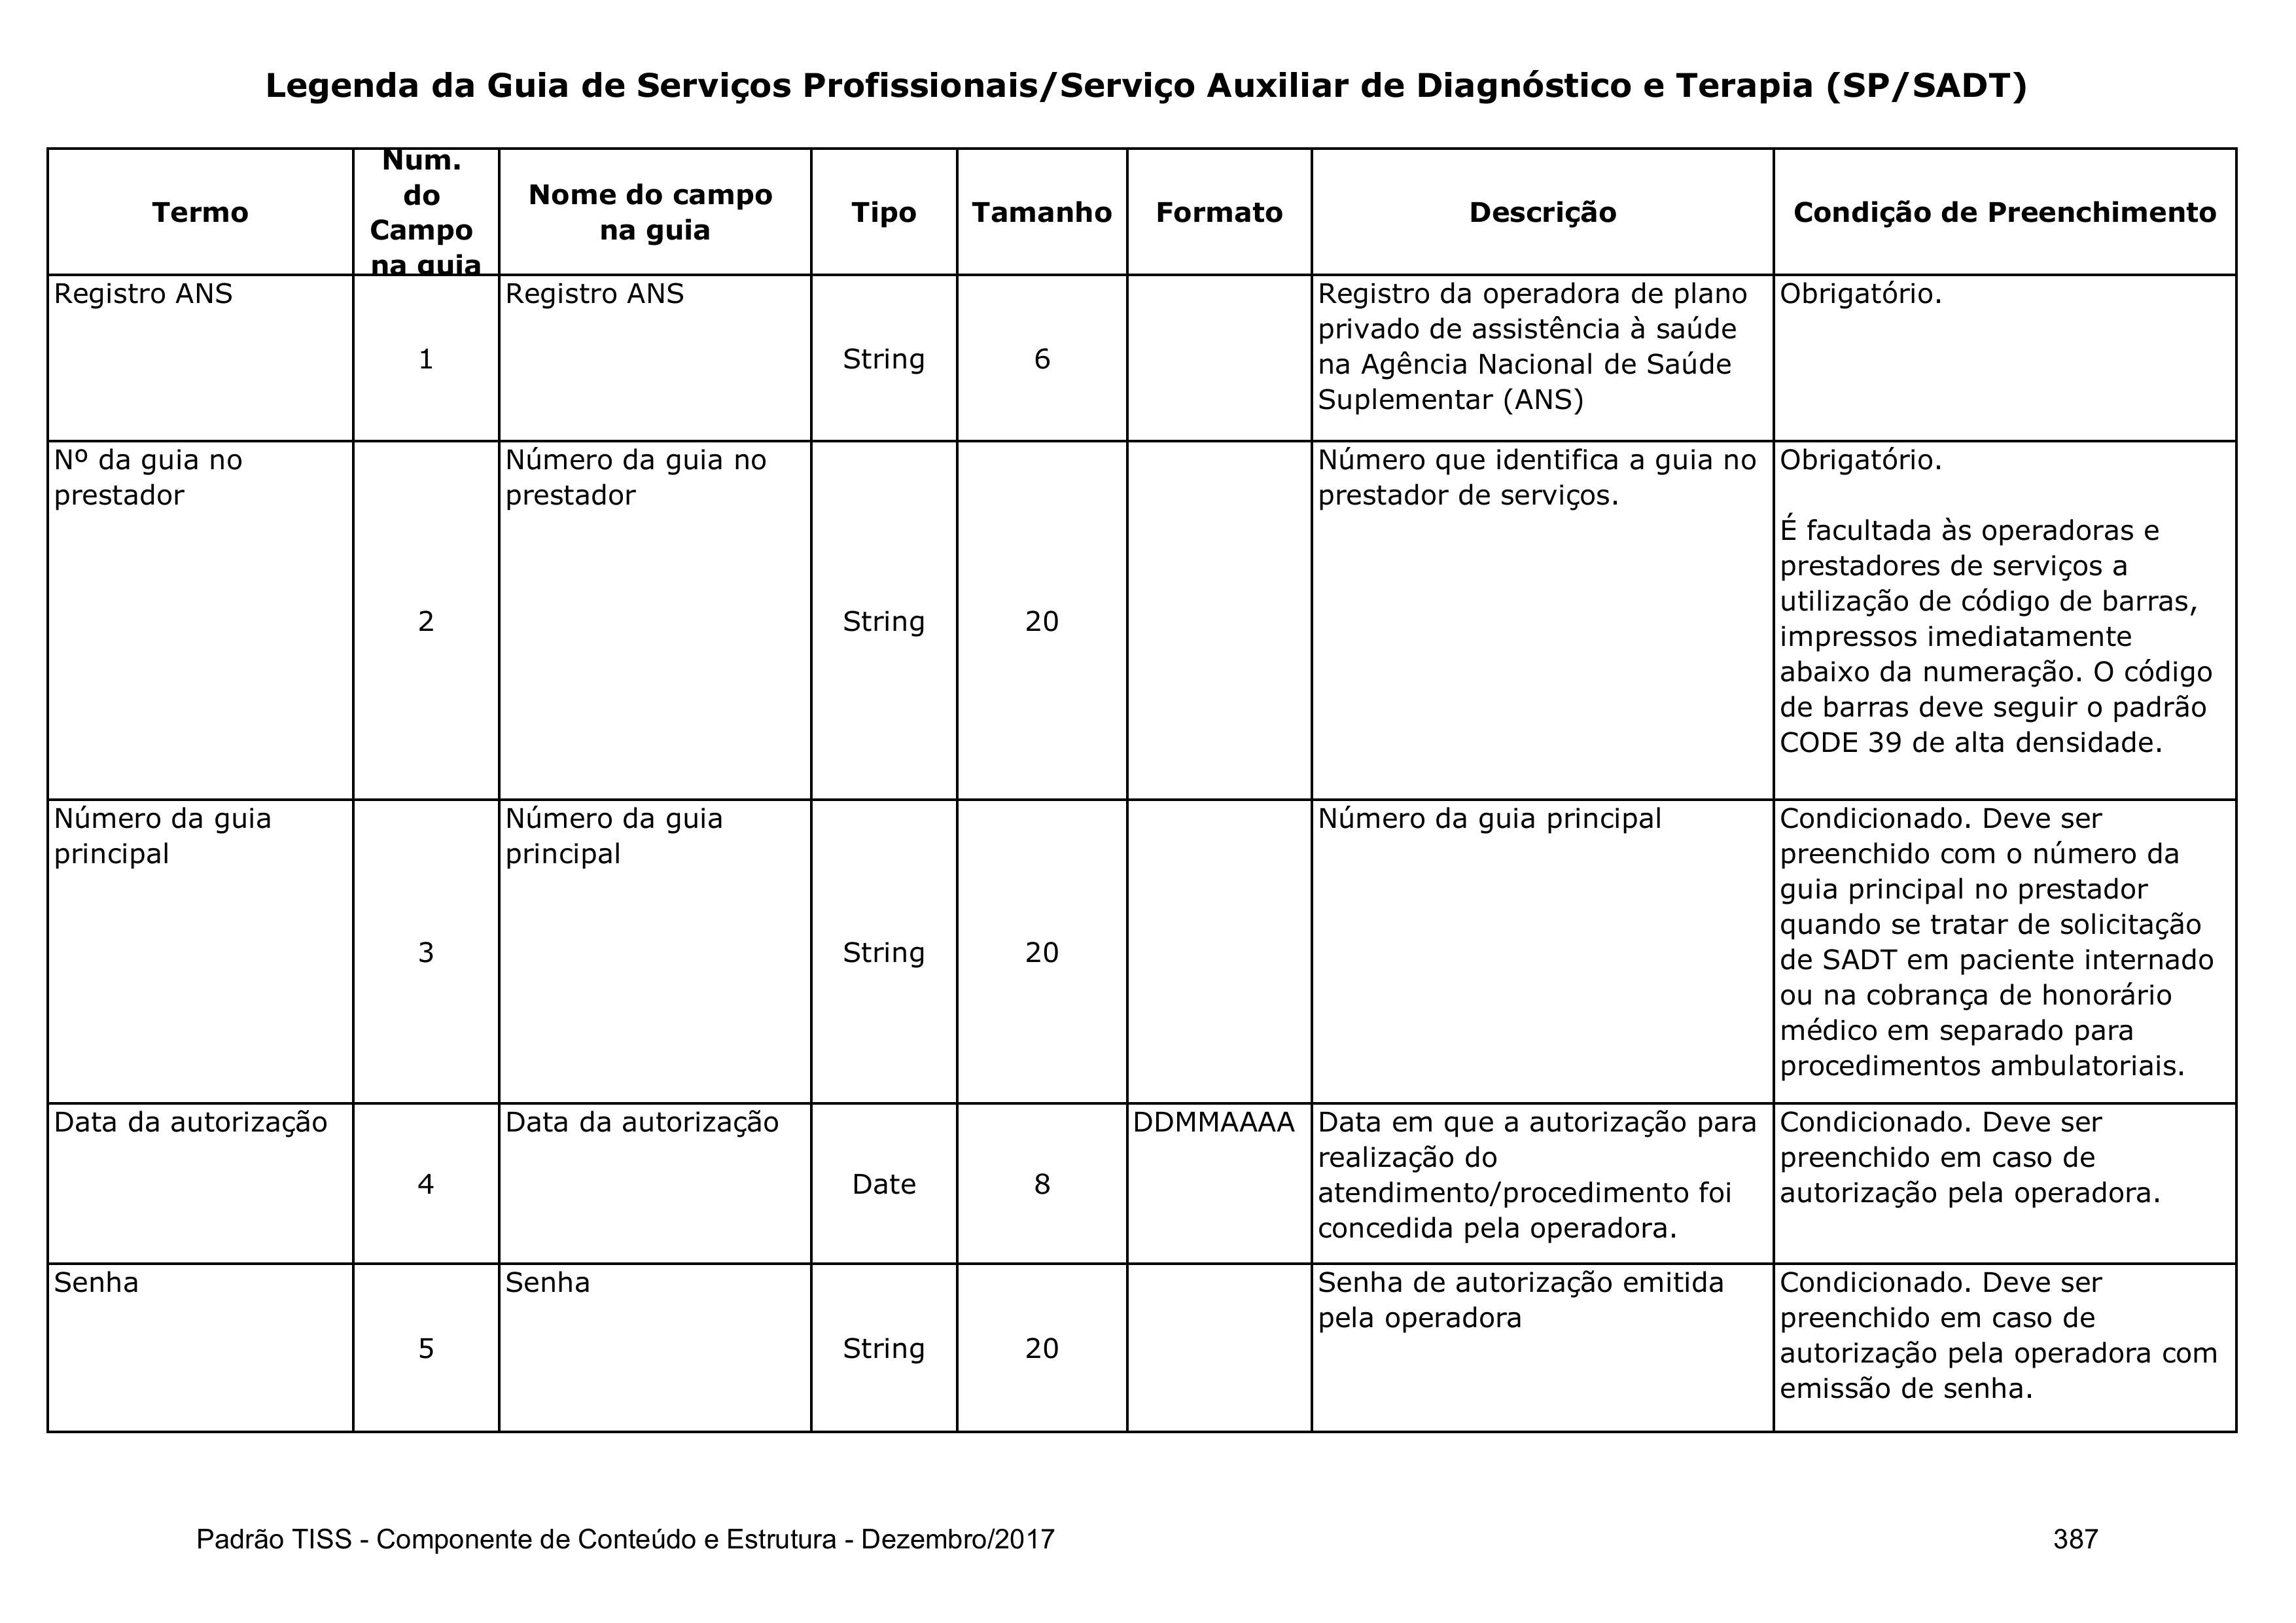 Legenda da Guia de Serviços Profissionais/Serviço Auxiliar de Diagnóstico e Terapia (SP/SADT)
Termo
Num.
do
Campo
na guia
Nome do campo
na guia
Tipo
Tamanho
Formato
Descrição
Condição de Preenchimento
Registro ANS
1
Registro ANS
String
6
Registro da operadora de plano
privado de assistência à saúde
na Agência Nacional de Saúde
Suplementar (ANS)
Obrigatório.
Nº da guia no
prestador
2
Número da guia no
prestador
String
20
Número que identifica a guia no
prestador de serviços.
Obrigatório.
É facultada às operadoras e
prestadores de serviços a
utilização de código de barras,
impressos imediatamente
abaixo da numeração. O código
de barras deve seguir o padrão
CODE 39 de alta densidade.
Número da guia
principal
3
Número da guia
principal
String
20
Número da guia principal
Condicionado. Deve ser
preenchido com o número da
guia principal no prestador
quando se tratar de solicitação
de SADT em paciente internado
ou na cobrança de honorário
médico em separado para
procedimentos ambulatoriais.
Data da autorização
4
Data da autorização
Date
8
DDMMAAAA
Data em que a autorização para
realização do
atendimento/procedimento foi
concedida pela operadora.
Condicionado. Deve ser
preenchido em caso de
autorização pela operadora.
Senha
5
Senha
String
20
Senha de autorização emitida
pela operadora
Condicionado. Deve ser
preenchido em caso de
autorização pela operadora com
emissão de senha.
Padrão TISS - Componente de Conteúdo e Estrutura - Dezembro/2017
387